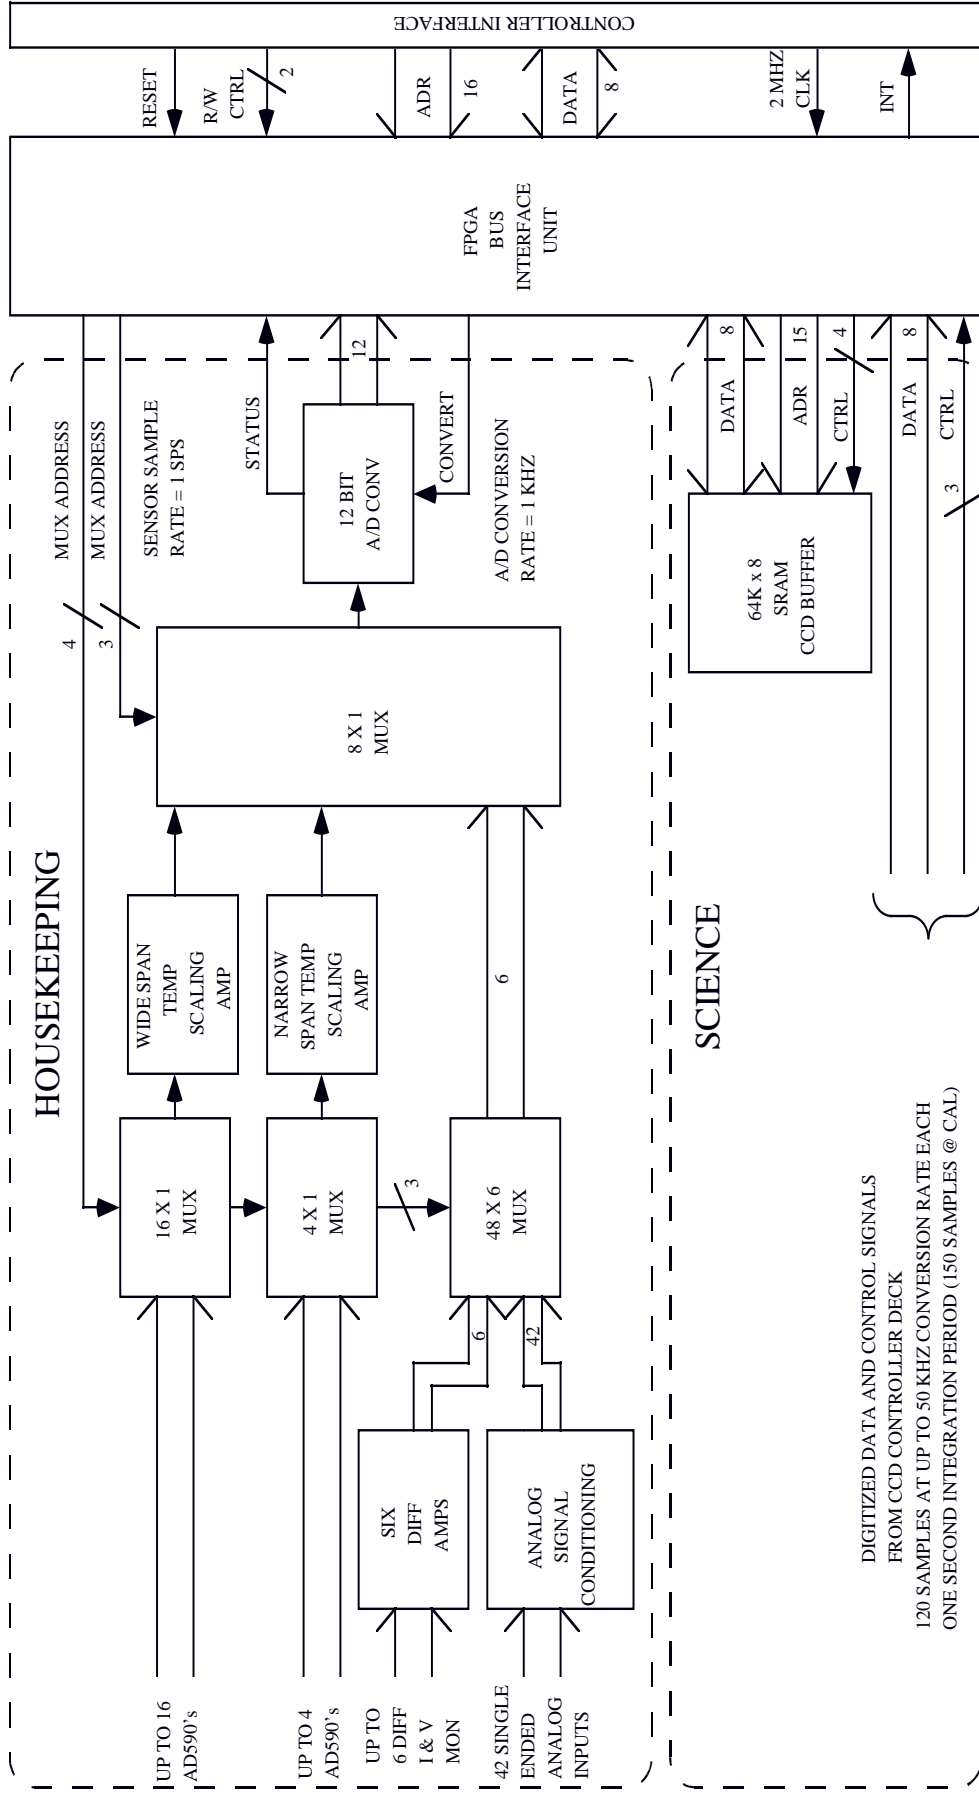 HOUSEKEEPING
UP TO 16
AD590's
UP TO 4
AD590's
UP TO
6 DIFF
I & V
MON
42 SINGLE
ENDED
ANALOG
INPUTS
SIX
DIFF
AMPS
ANALOG
SIGNAL
CONDITIONING
6
42
16 X 1
MUX
4 X 1
MUX
3
48 X 6
MUX
WIDE SPAN
TEMP
SCALING
AMP
NARROW
SPAN TEMP
SCALING
AMP
6
8 X 1
MUX
4
3
MUX ADDRESS
MUX ADDRESS
SENSOR SAMPLE
RATE = 1 SPS
STATUS
12 BIT
A/D CONV
12
CONVERT
A/D CONVERSION
RATE = 1 KHZ
FPGA
BUS
INTERFACE
UNIT
RESET
R/W
CTRL
2
ADR
16
DATA
8
2 MHZ
CLK
INT
CONTROLLER INTERFACE
SCIENCE
64K x 8
SRAM
CCD BUFFER
DATA
8
ADR
15
CTRL
4
DATA
8
CTRL
3
DIGITIZED DATA AND CONTROL SIGNALS
FROM CCD CONTROLLER DECK
120 SAMPLES AT UP TO 50 KHZ CONVERSION RATE EACH
ONE SECOND INTEGRATION PERIOD (150 SAMPLES @ CAL)